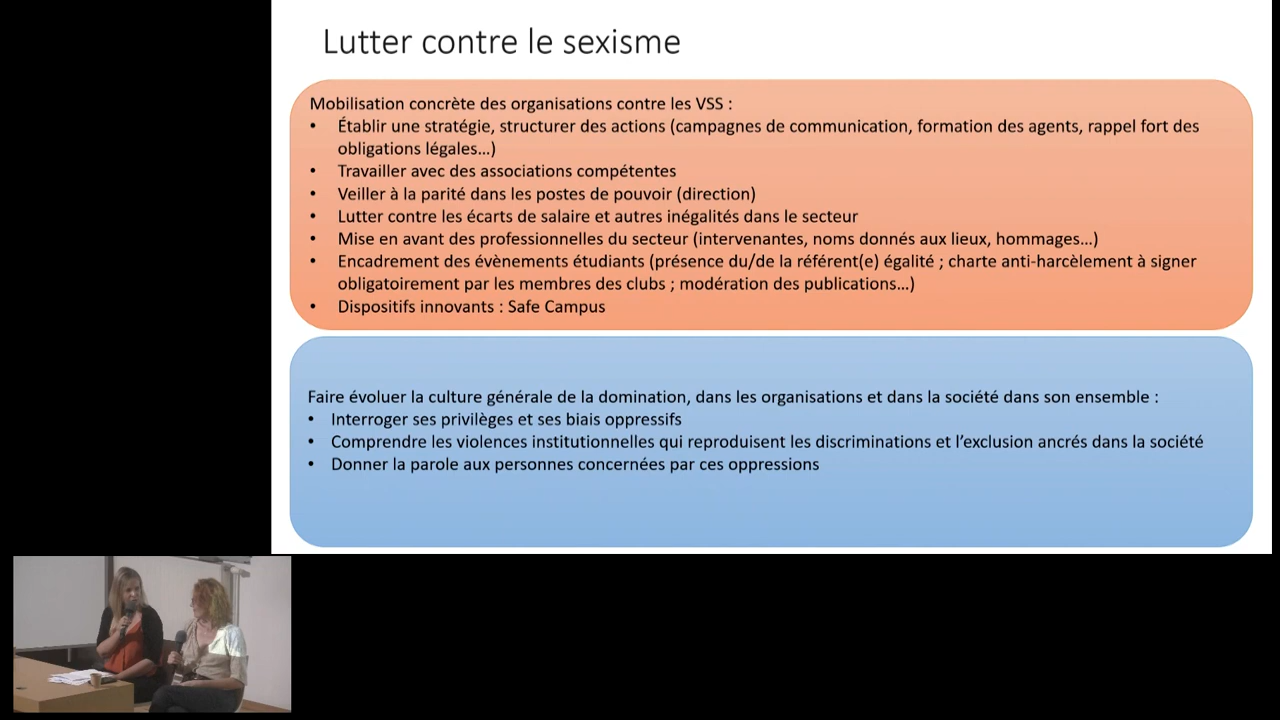 Lutter contre le sexisme
Mobilisation concrète des organisations contre les VSS :
• Établir une stratégie, structurer des actions (campagnes de communication, formation des agents, rappel fort des
obligations légales…)
• Travailler avec des associations compétentes
• Veiller à la parité dans les postes de pouvoir (direction)
• Lutter contre les écarts de salaire et autres inégalités dans le secteur
• Mise en avant des professionnelles du secteur (intervenantes, noms donnés aux lieux, hommages…)
• Encadrement des évènements étudiants (présence du/de la référent(e) égalité ; charte anti-harcèlement à signer
obligatoirement par les membres des clubs ; modération des publications…)
• Dispositifs innovants : Safe Campus
Faire évoluer la culture générale de la domination, dans les organisations et dans la société dans son ensemble :
• Interroger ses privilèges et ses biais oppressifs
• Comprendre les violences institutionnelles qui reproduisent les discriminations et l’exclusion ancrés dans la société
• Donner la parole aux personnes concernées par ces oppressions